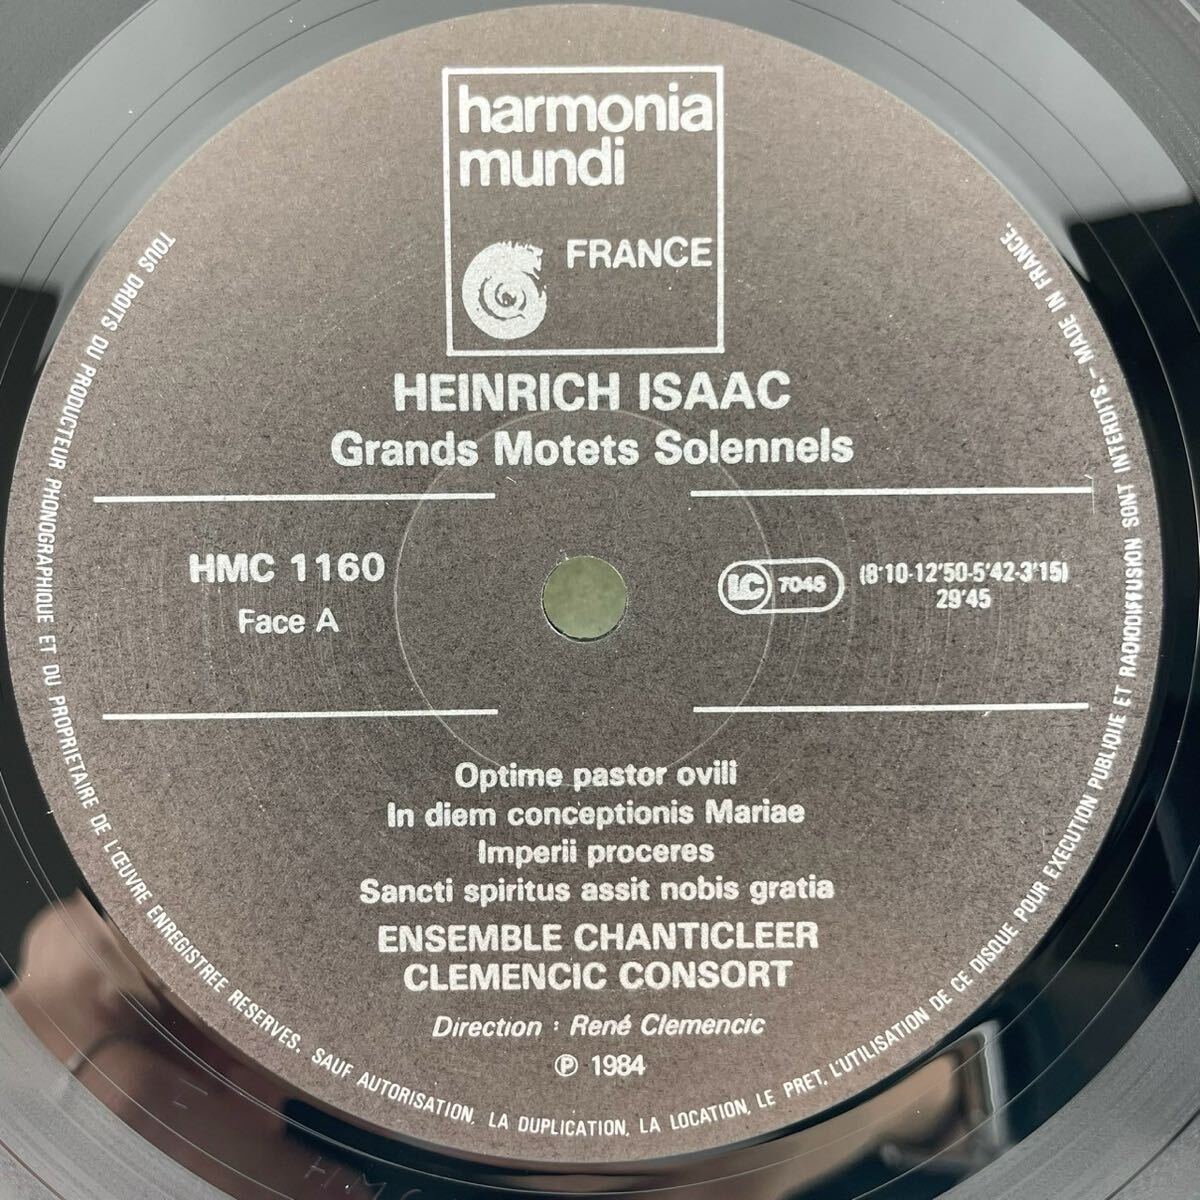 harmonia
mundi
FRANCE
HEINRICH ISAAC
Grands Motets Solennels
HMC 1160
Face A
LC 7045
(8'10-12'50-5'42-3'15)
29'45
Optime pastor ovili
In diem conceptionis Mariae
Imperii proceres
Sancti spiritus assit nobis gratia
ENSEMBLE CHANTICLEER
CLEMENCIC CONSORT
Direction : René Clemencic
℗ 1984
TOUS DROITS DU PRODUCTEUR PHONOGRAPHIQUE ET DU PROPRIETAIRE DE L'ŒUVRE ENREGISTREE RESERVES. SAUF AUTORISATION, LA DUPLICATION, LA LOCATION, LE PRET, L'UTILISATION DE CE DISQUE POUR EXECUTION PUBLIQUE ET RADIODIFFUSION SONT INTERDITS. – MADE IN FRANCE.